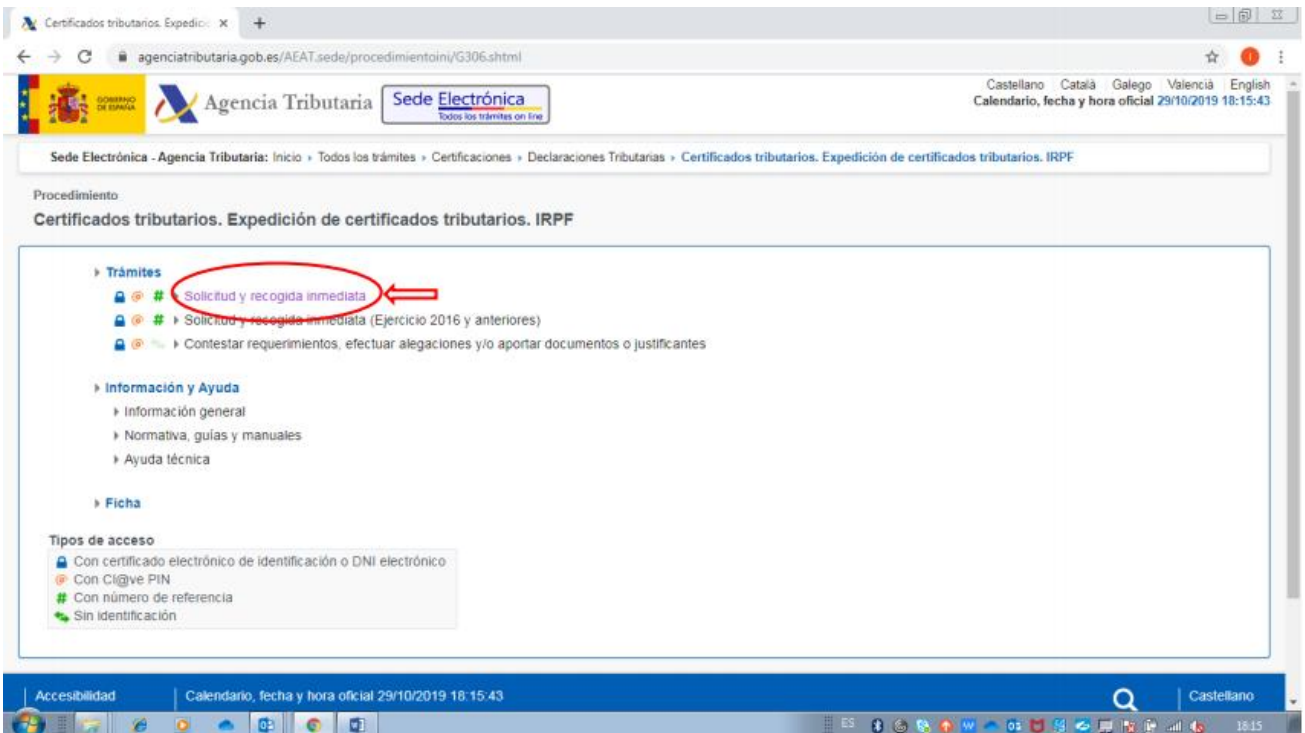 Certificados tributarios. Expedici
agenciatributaria.gob.es/AEAT.sede/procedimientoini/G306.shtml
GOBIERNO
DE ESPAÑA
Agencia Tributaria
Sede Electrónica
Todos los trámites on line
Castellano Català Galego Valencià English
Calendario, fecha y hora oficial 29/10/2019 18:15:43
Sede Electrónica - Agencia Tributaria: Inicio › Todos los trámites › Certificaciones › Declaraciones Tributarias › Certificados tributarios. Expedición de certificados tributarios. IRPF
Procedimiento
Certificados tributarios. Expedición de certificados tributarios. IRPF
Trámites
# Solicitud y recogida inmediata
# Solicitud y recogida inmediata (Ejercicio 2016 y anteriores)
Contestar requerimientos, efectuar alegaciones y/o aportar documentos o justificantes
Información y Ayuda
Información general
Normativa, guías y manuales
Ayuda técnica
Ficha
Tipos de acceso
Con certificado electrónico de identificación o DNI electrónico
@ Con Cl@ve PIN
# Con número de referencia
Sin identificación
Accesibilidad
Calendario, fecha y hora oficial 29/10/2019 18:15:43
Castellano
ES
18:15